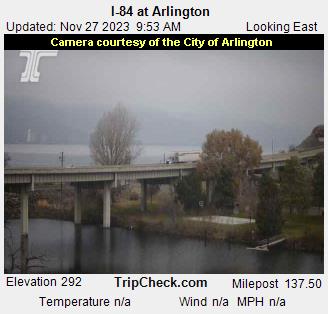 I-84 at Arlington
Updated: Nov 27 2023 9:53 AM Looking East
Camera courtesy of the City of Arlington
Elevation 292 TripCheck.com Milepost 137.50
Temperature n/a Wind n/a MPH n/a